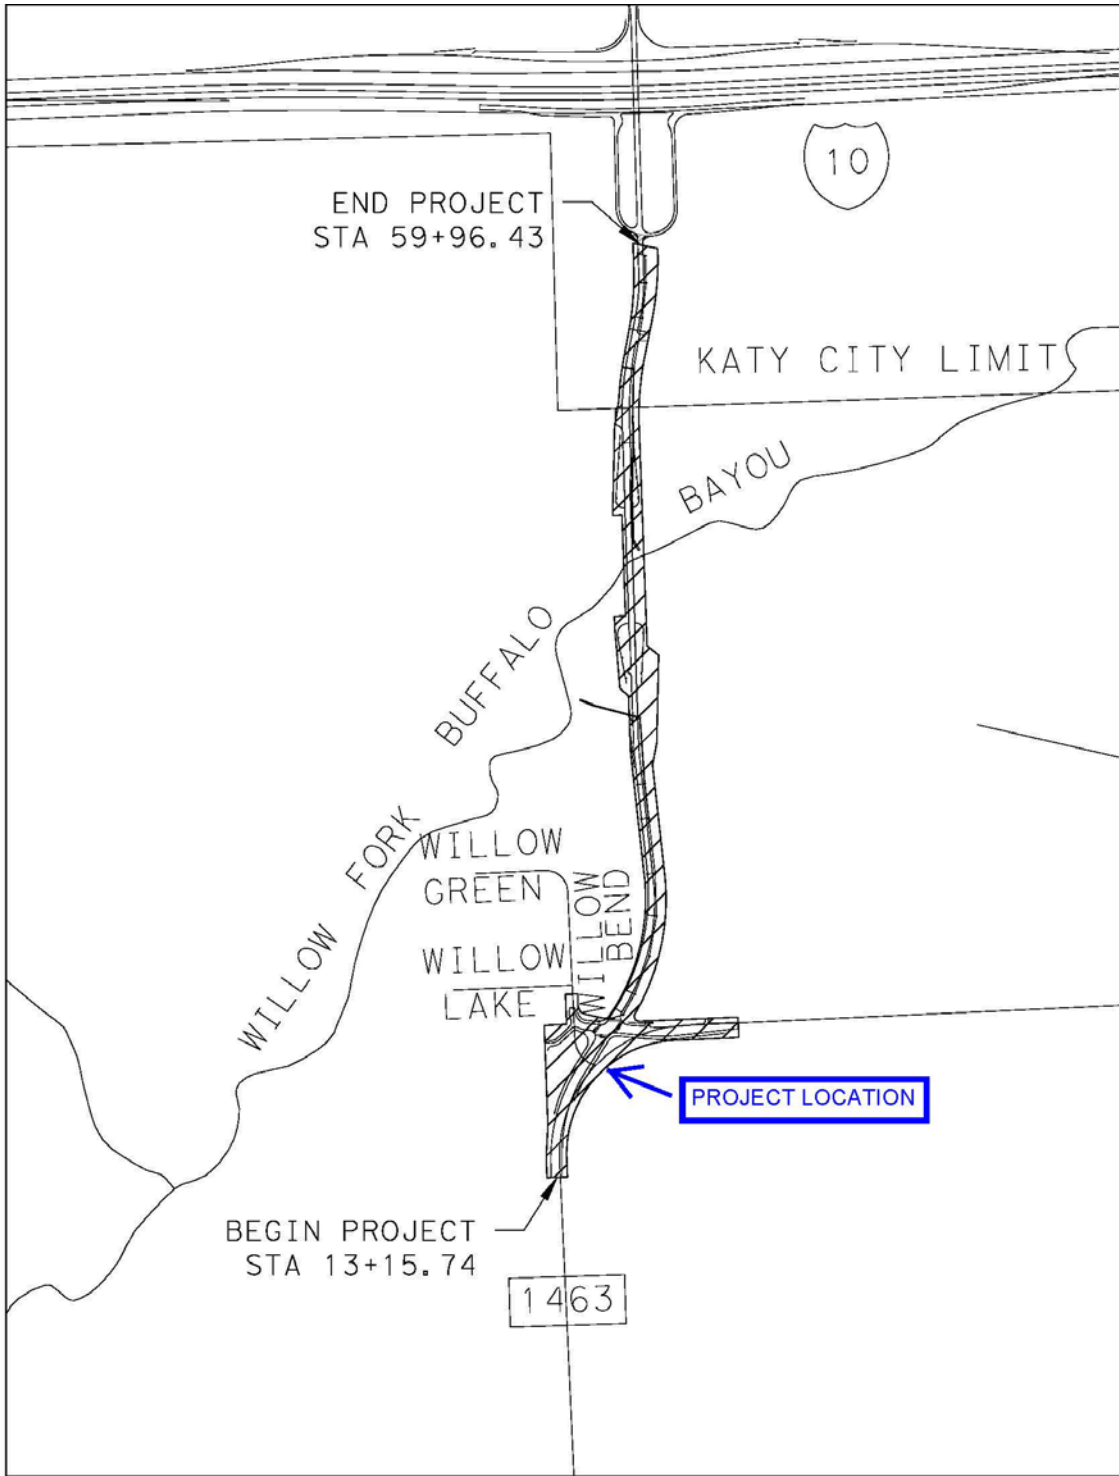 10
END PROJECT
STA 59+96.43
KATY CITY LIMIT
BAYOU
BUFFALO
FORK
WILLOW
WILLOW
GREEN
WILLOW
BEND
WILLOW
LAKE
PROJECT LOCATION
BEGIN PROJECT
STA 13+15.74
1463